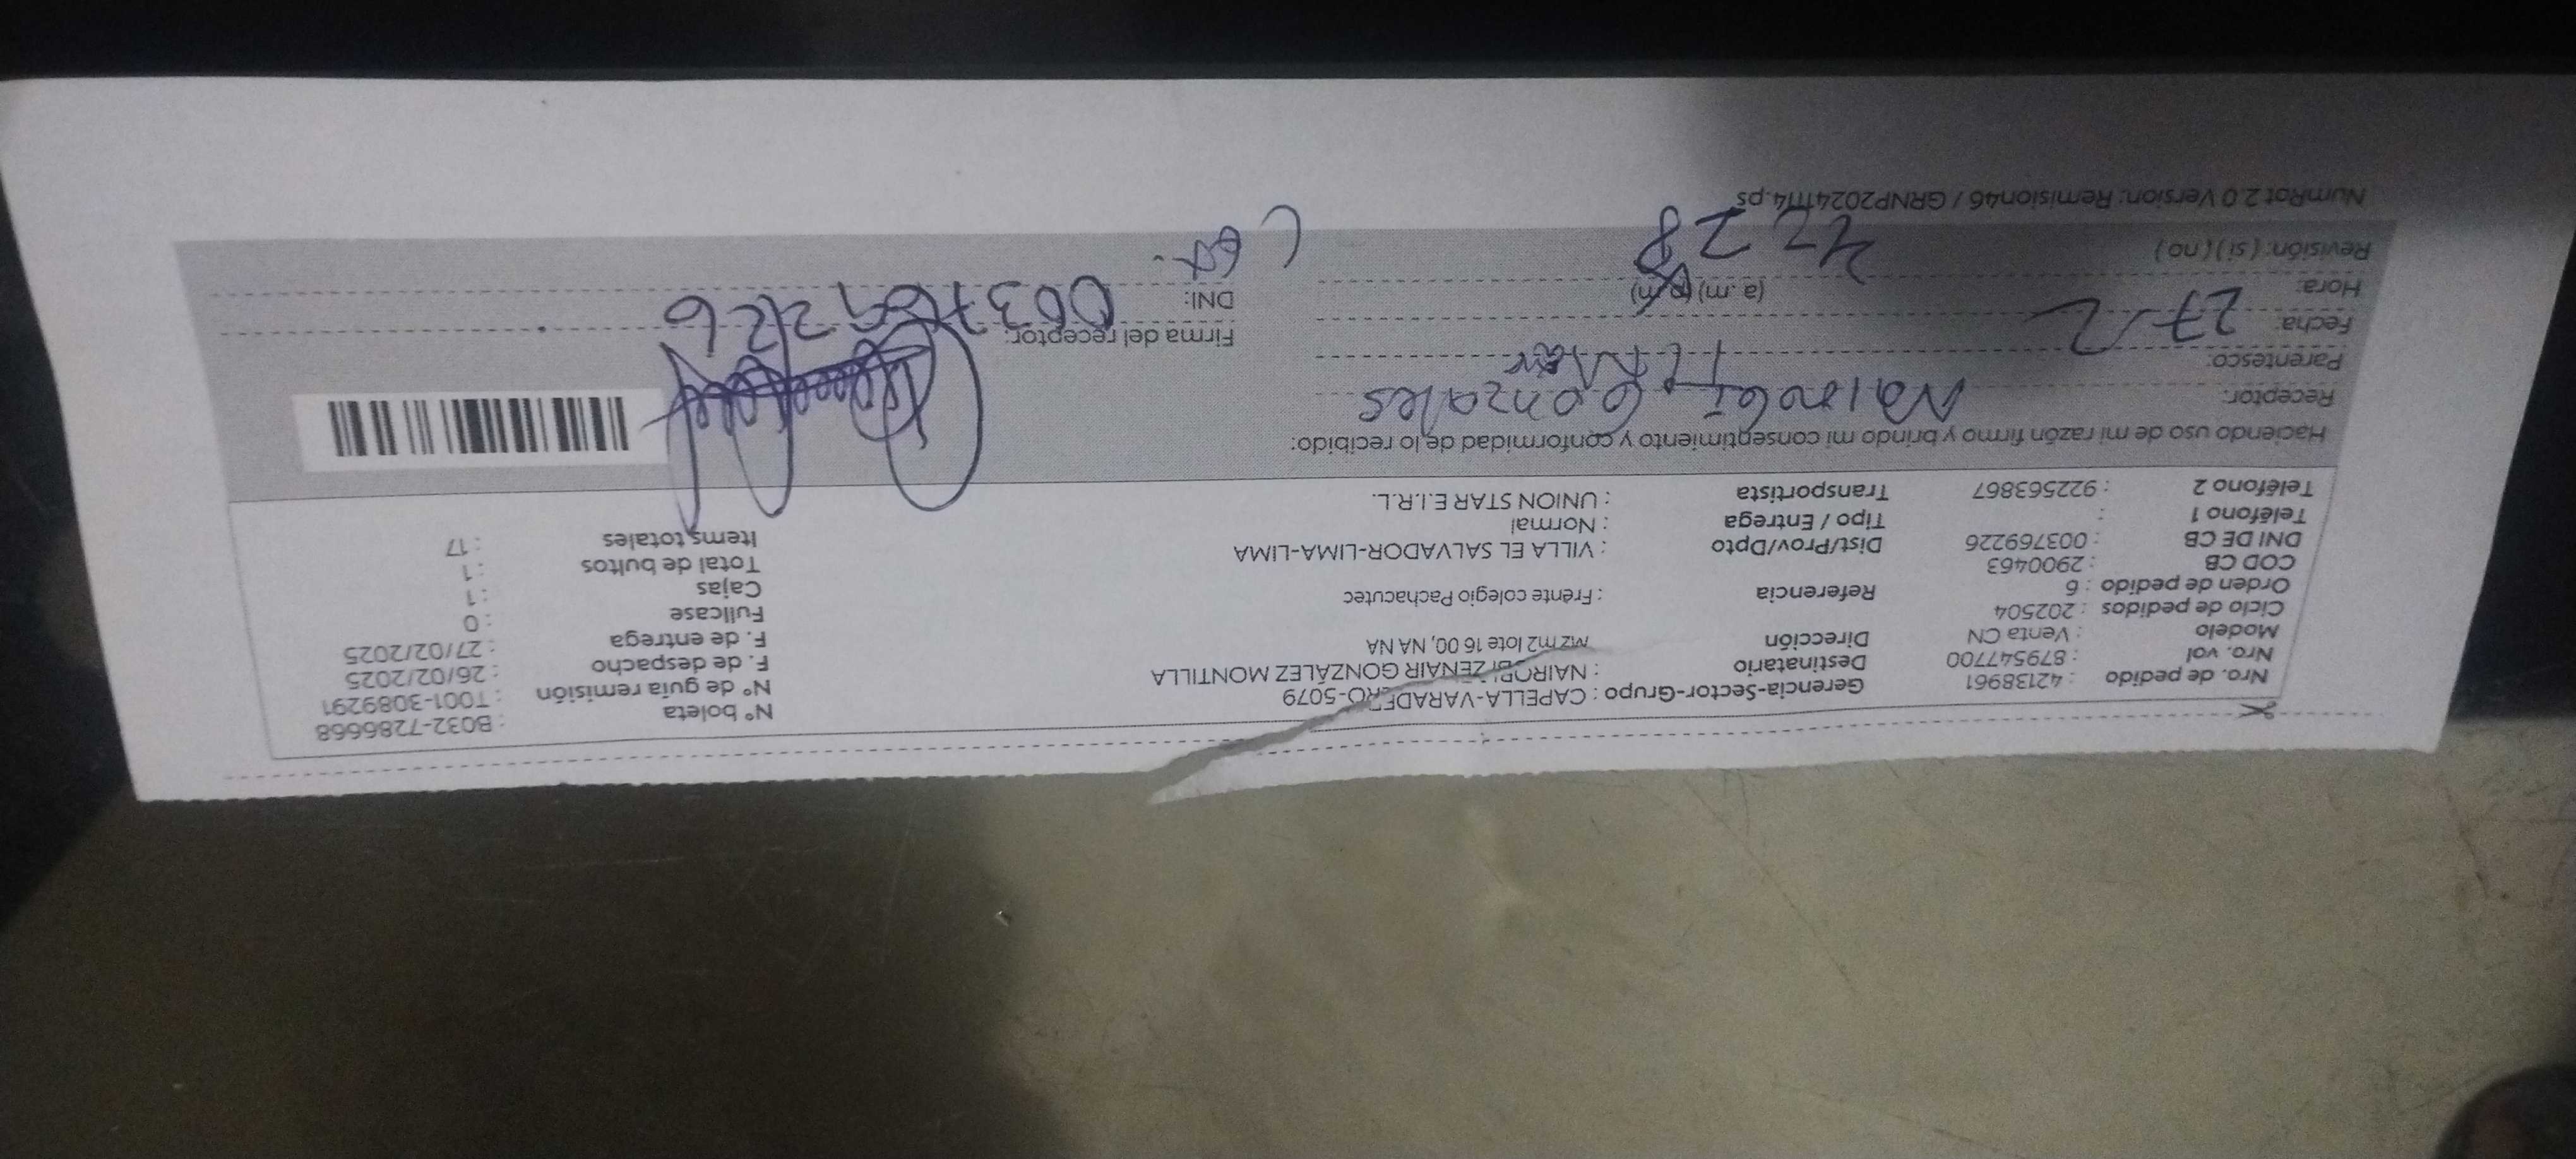 Nro. de pedido : 42138961
Nro. vol : 879547700
Modelo : Venta CN
Ciclo de pedidos : 202504
Orden de pedido : 6
COD CB : 2900463
DNI DE CB : 003769226
Teléfono 1 :
Teléfono 2 : 922563867
Gerencia-Sector-Grupo : CAPELLA-VARADERO-5079
Destinatario : NAIROBI ZENAIR GONZÁLEZ MONTILLA
Dirección MZ m2 lote 16 00, NA NA
Referencia : Frente colegio Pachacutec
Dist/Prov/Dpto : VILLA EL SALVADOR-LIMA-LIMA
Tipo / Entrega : Normal
Transportista : UNION STAR E.I.R.L.
N° boleta : B032-7286668
N° de guía remisión : T001-3089291
F. de despacho : 26/02/2025
F. de entrega : 27/02/2025
Fullcase : 0
Cajas : 1
Total de bultos : 1
Items totales : 17
Haciendo uso de mi razón firmo y brindo mi consentimiento y conformidad de lo recibido:
Receptor: Nairobi Gonzales
Parentesco:
Fecha: 27
Hora: (a.m) (p.m)
Revisión: ( si ) ( no )
Firma del receptor:
DNI: 003769226
NumRot 2.0 Version: Remision46 / GRNP20241114.ps